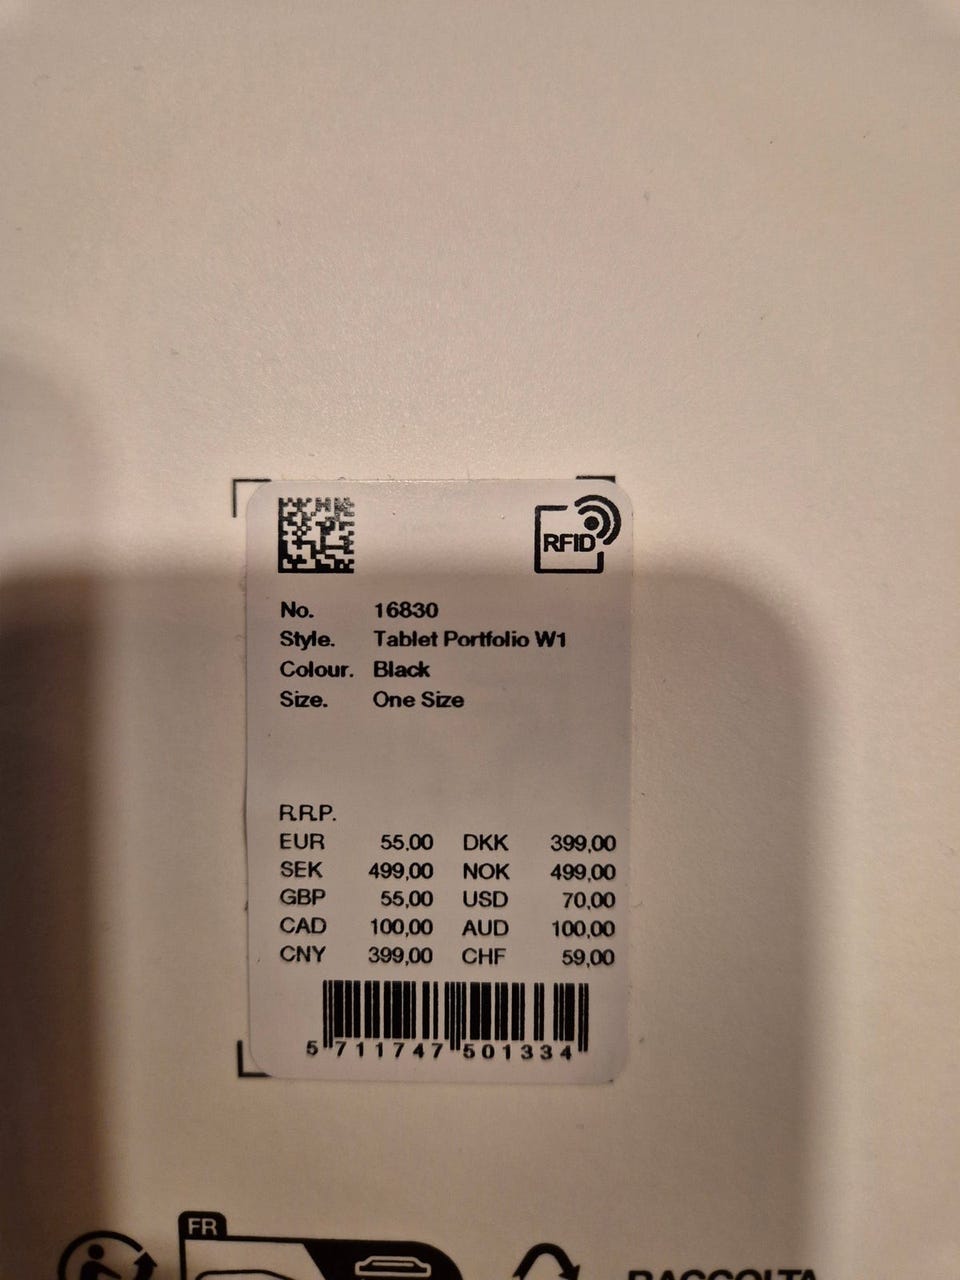 RFID
No. 16830
Style. Tablet Portfolio W1
Colour. Black
Size. One Size
R.R.P.
EUR 55,00 DKK 399,00
SEK 499,00 NOK 499,00
GBP 55,00 USD 70,00
CAD 100,00 AUD 100,00
CNY 399,00 CHF 59,00
5 711747 501334
FR
RACCOLTA